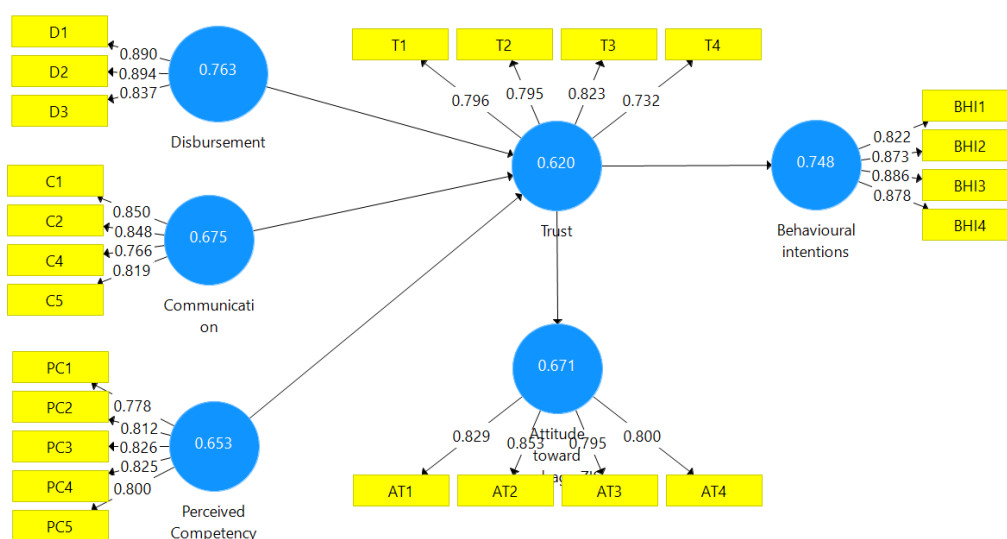 D1
D2
D3
0.890
0.894
0.837
0.763
Disbursement
C1
C2
C4
C5
0.850
0.848
0.766
0.819
0.675
Communicati
on
PC1
PC2
PC3
PC4
PC5
0.778
0.812
0.826
0.825
0.800
0.653
Perceived
Competency
T1
T2
T3
T4
0.796
0.795
0.823
0.732
0.620
Trust
0.671
Attitude
toward
0.829
0.853
0.795
0.800
AT1
AT2
AT3
AT4
0.748
Behavioural
intentions
0.822
0.873
0.886
0.878
BHI1
BHI2
BHI3
BHI4